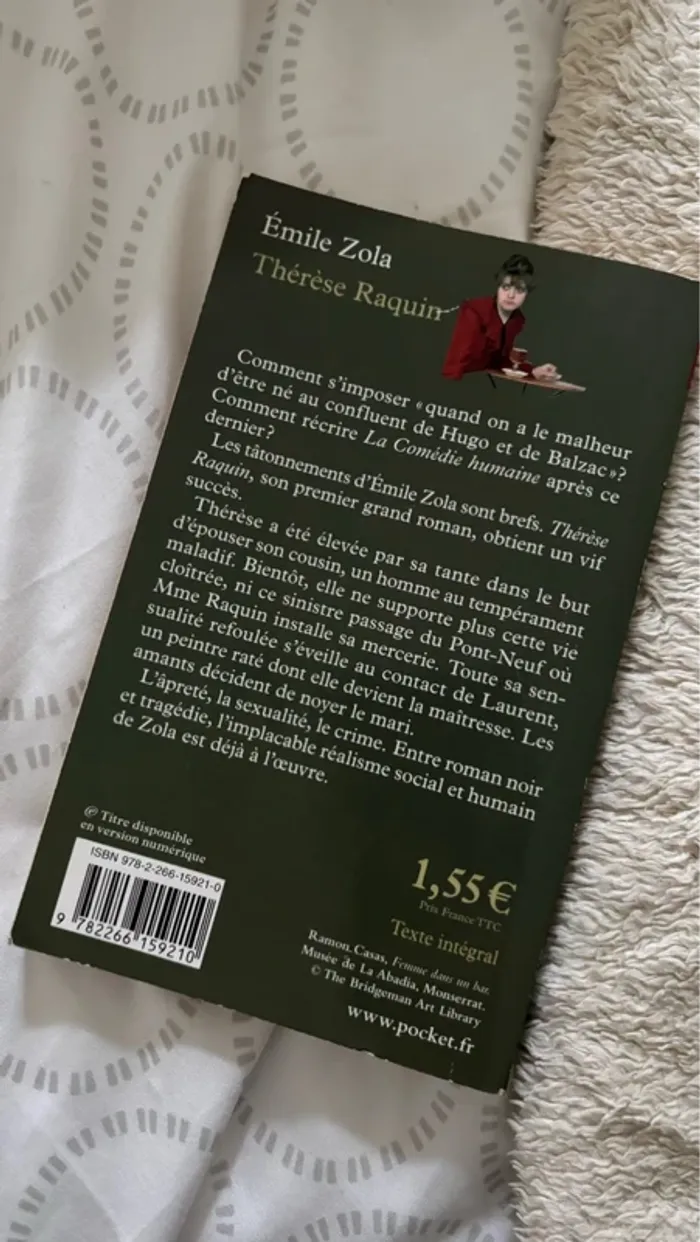 Émile Zola
Thérèse Raquin
Comment s'imposer « quand on a le malheur
d'être né au confluent de Hugo et de Balzac » ?
Comment récrire La Comédie humaine après ce
dernier ?
Les tâtonnements d'Émile Zola sont brefs. Thérèse
Raquin, son premier grand roman, obtient un vif
succès.
Thérèse a été élevée par sa tante dans le but
d'épouser son cousin, un homme au tempérament
maladif. Bientôt, elle ne supporte plus cette vie
cloîtrée, ni ce sinistre passage du Pont-Neuf où
Mme Raquin installe sa mercerie. Toute sa sen-
sualité refoulée s'éveille au contact de Laurent,
un peintre raté dont elle devient la maîtresse. Les
amants décident de noyer le mari.
L'âpreté, la sexualité, le crime. Entre roman noir
et tragédie, l'implacable réalisme social et humain
de Zola est déjà à l'œuvre.
Titre disponible
en version numérique
ISBN 978-2-266-15921-0
9 782266 159210
1,55 €
Prix France TTC
Texte intégral
Ramon Casas, Femme dans un bar,
Musée de La Abadia, Monserrat.
© The Bridgeman Art Library
www.pocket.fr